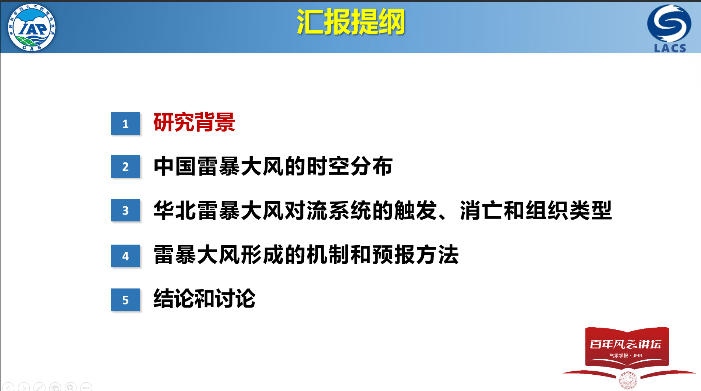 汇报提纲
IAP
LACS
1 研究背景
2 中国雷暴大风的时空分布
3 华北雷暴大风对流系统的触发、消亡和组织类型
4 雷暴大风形成的机制和预报方法
5 结论和讨论
百年风云讲坛